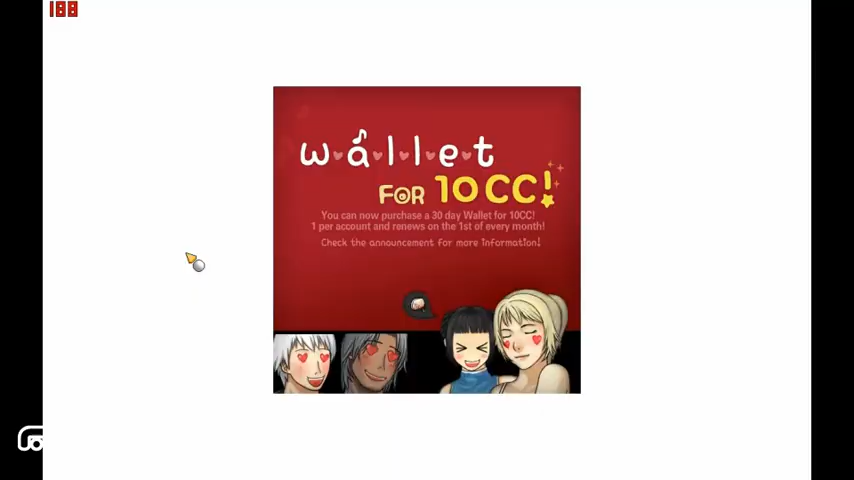 188
wallet
FOR 10CC!
You can now purchase a 30 day Wallet for 10CC!
1 per account and renews on the 1st of every month!
Check the announcement for more information!